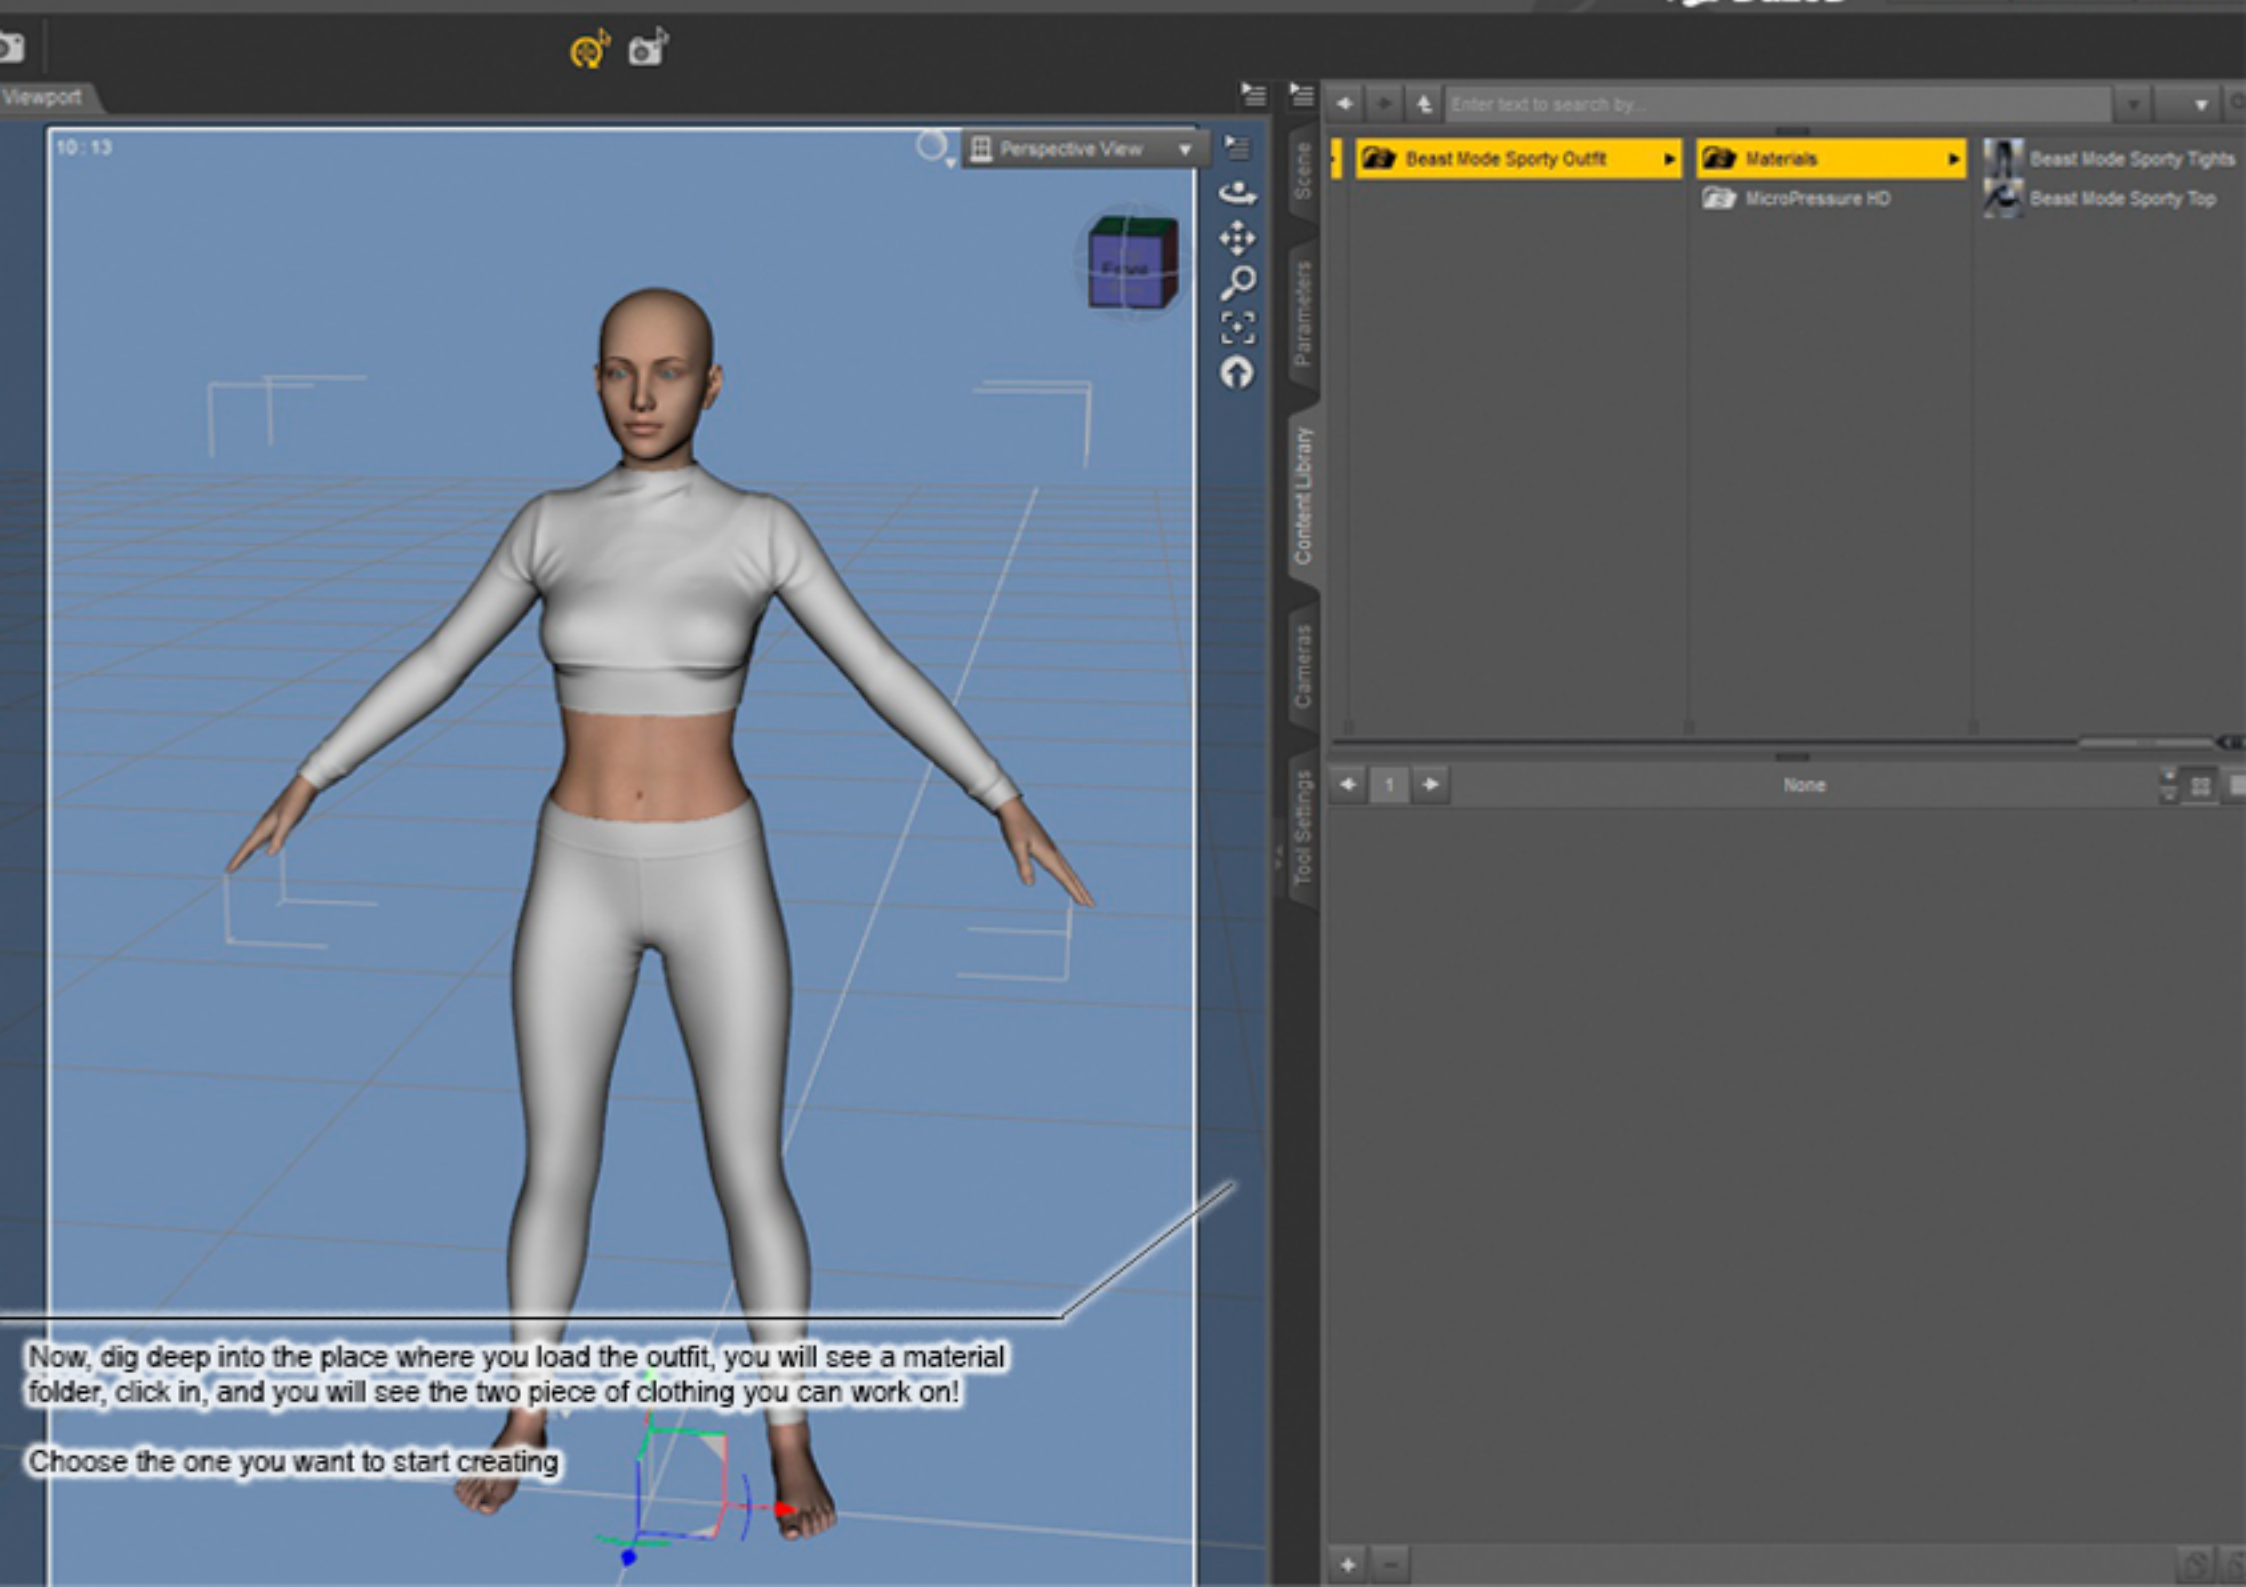 Viewport
10 : 13
Perspective View
Front
Scene
Parameters
Content Library
Cameras
Tool Settings
Enter text to search by...
Beast Mode Sporty Outfit
Materials
MicroPressure HD
Beast Mode Sporty Tights
Beast Mode Sporty Top
1
None
Now, dig deep into the place where you load the outfit, you will see a material
folder, click in, and you will see the two piece of clothing you can work on!
Choose the one you want to start creating